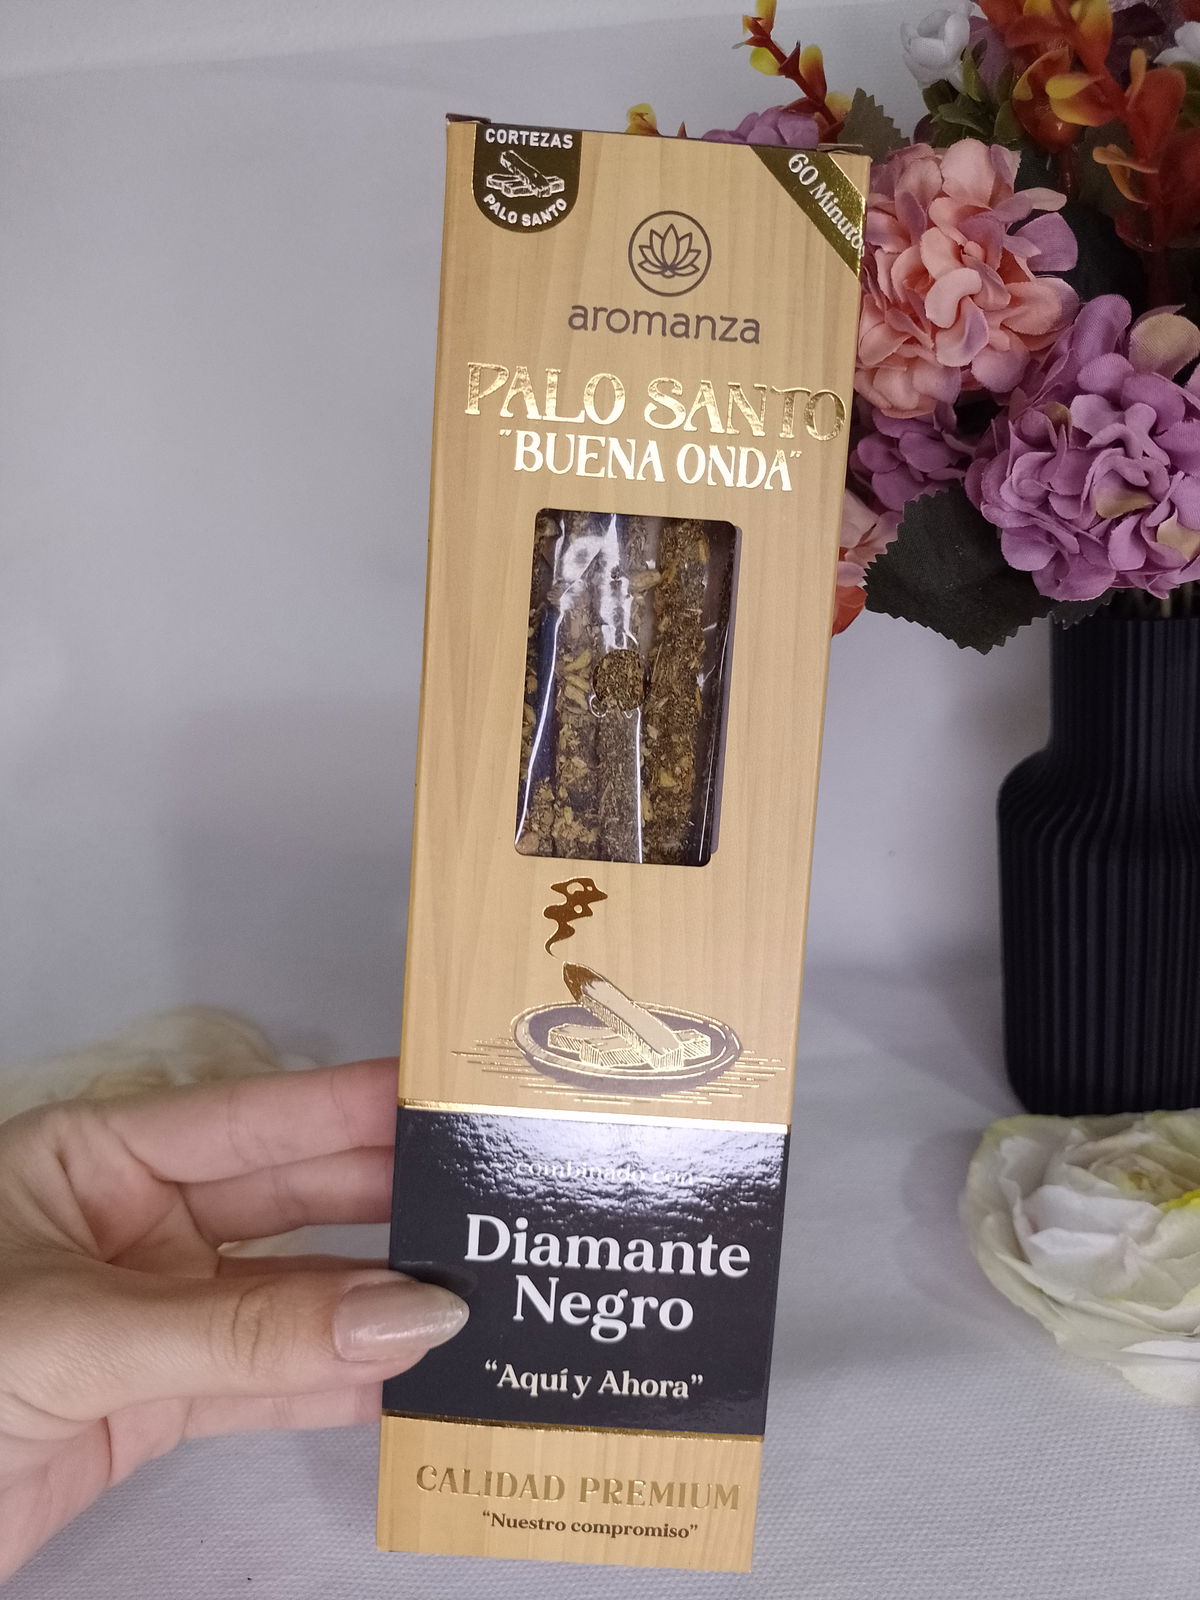 CORTEZAS
PALO SANTO
60 Minutos
aromanza
PALO SANTO
"BUENA ONDA"
combinado con
Diamante
Negro
"Aquí y Ahora"
CALIDAD PREMIUM
"Nuestro compromiso"